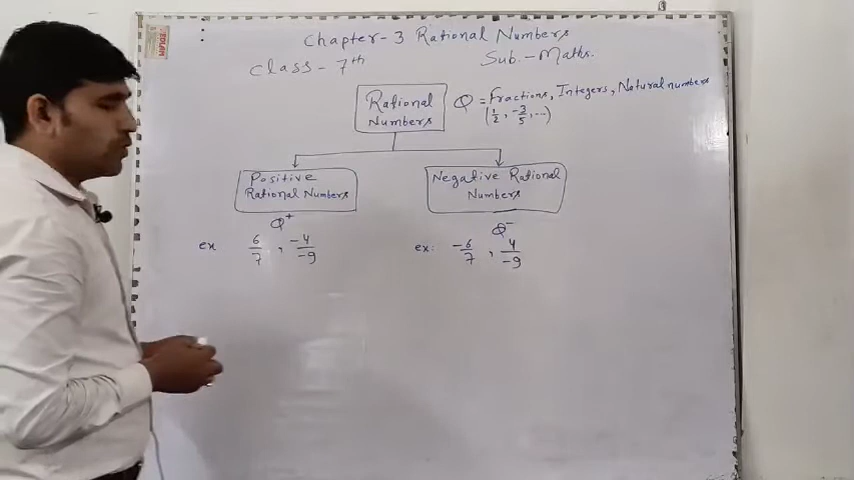 Chapter-3 Rational Numbers
Class-7th Sub.-Maths.
Rational Numbers Q = Fractions, Integers, Natural numbers
(1/2, -3/5, ...)
Positive Rational Numbers
Negative Rational Numbers
Q+
Q-
ex 6/7, -4/-9
ex: -6/7, 4/-9